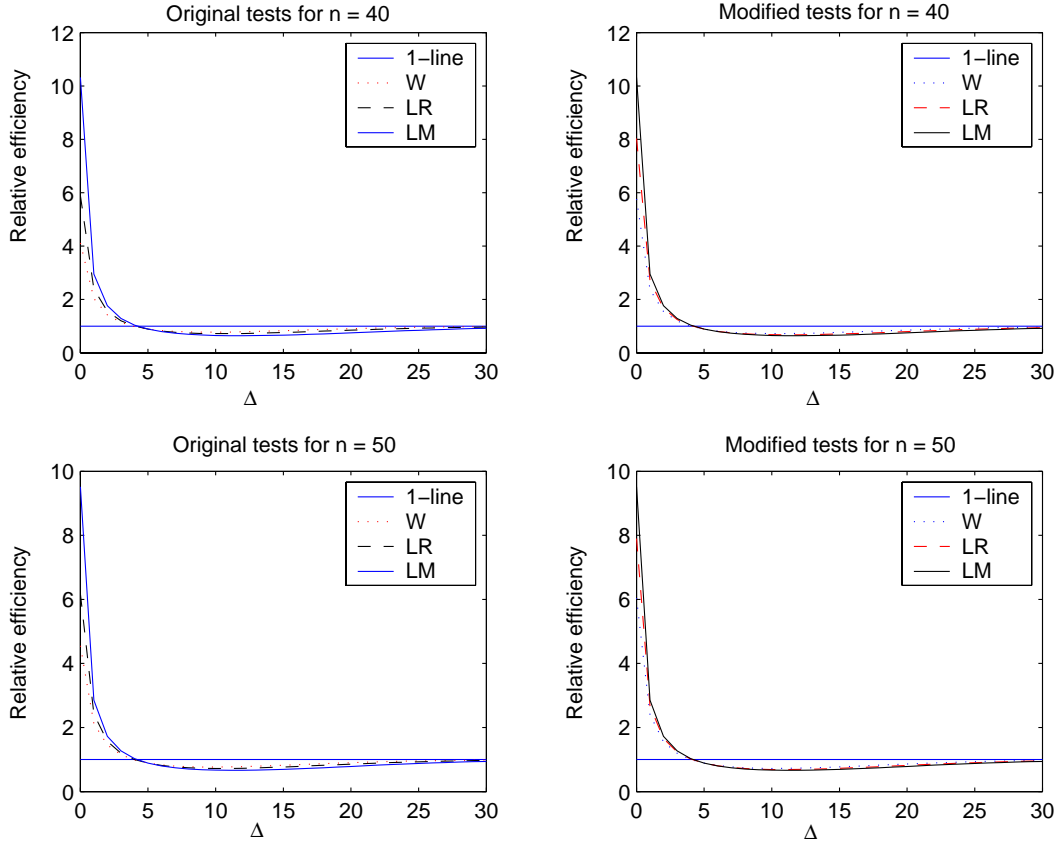 Original tests for n = 40
12
10
8
6
4
2
0
Relative efficiency
1−line
W
LR
LM
0 5 10 15 20 25 30
Δ
Modified tests for n = 40
12
10
8
6
4
2
0
Relative efficiency
1−line
W
LR
LM
0 5 10 15 20 25 30
Δ
Original tests for n = 50
10
8
6
4
2
0
Relative efficiency
1−line
W
LR
LM
0 5 10 15 20 25 30
Δ
Modified tests for n = 50
10
8
6
4
2
0
Relative efficiency
1−line
W
LR
LM
0 5 10 15 20 25 30
Δ